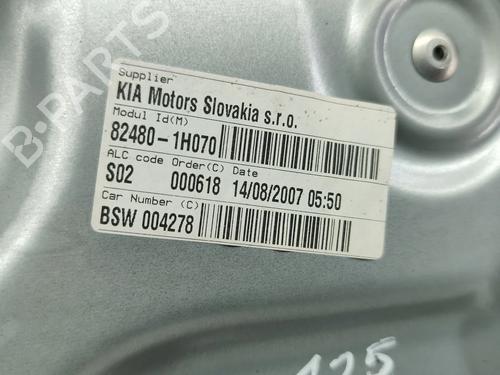 B-PARTS
Supplier
KIA Motors Slovakia s.r.o.
Modul Id(M)
82480-1H070
ALC code Order(C) Date
S02 000618 14/08/2007 05:50
Car Number (C)
BSW 004278
125